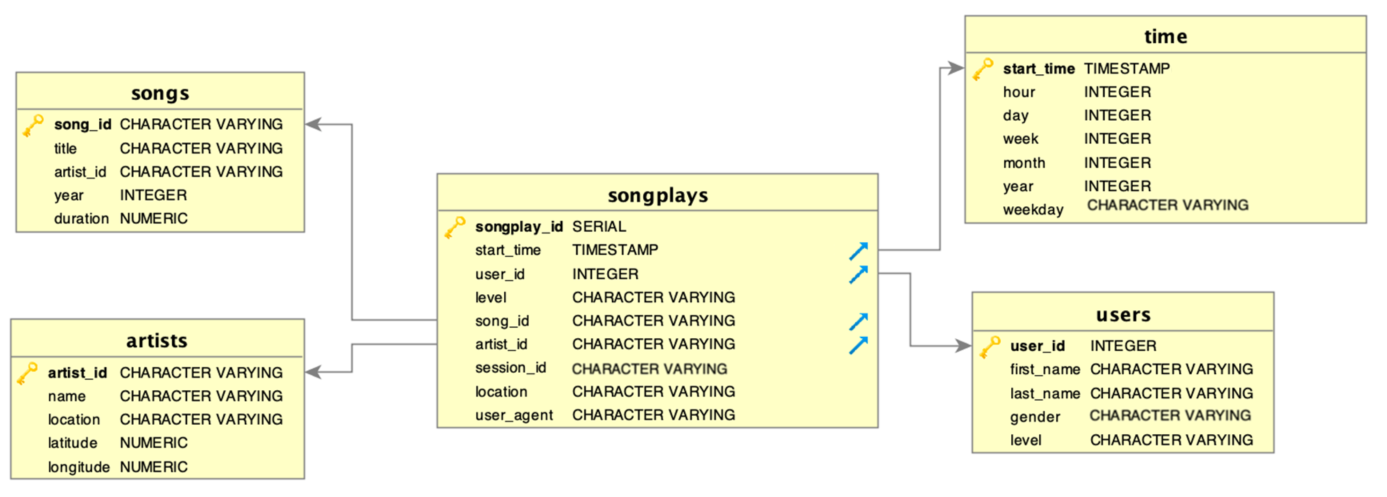 songs
song_id CHARACTER VARYING
title CHARACTER VARYING
artist_id CHARACTER VARYING
year INTEGER
duration NUMERIC
artists
artist_id CHARACTER VARYING
name CHARACTER VARYING
location CHARACTER VARYING
latitude NUMERIC
longitude NUMERIC
songplays
songplay_id SERIAL
start_time TIMESTAMP
user_id INTEGER
level CHARACTER VARYING
song_id CHARACTER VARYING
artist_id CHARACTER VARYING
session_id CHARACTER VARYING
location CHARACTER VARYING
user_agent CHARACTER VARYING
time
start_time TIMESTAMP
hour INTEGER
day INTEGER
week INTEGER
month INTEGER
year INTEGER
weekday CHARACTER VARYING
users
user_id INTEGER
first_name CHARACTER VARYING
last_name CHARACTER VARYING
gender CHARACTER VARYING
level CHARACTER VARYING